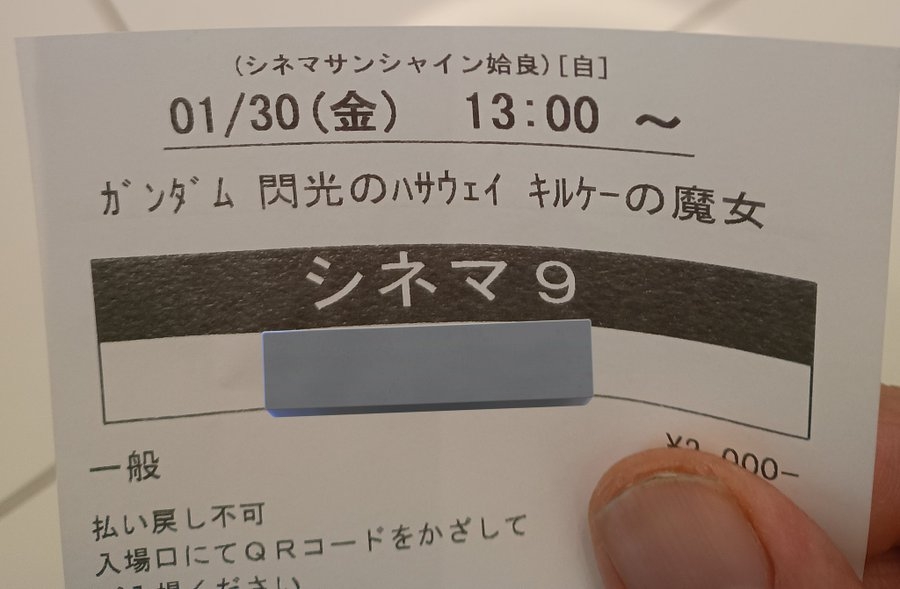 (シネマサンシャイン姶良)[自]
01/30(金) 13:00 ～
ガンダム 閃光のハサウェイ キルケーの魔女
シネマ９
一般
払い戻し不可
入場口にてＱＲコードをかざして